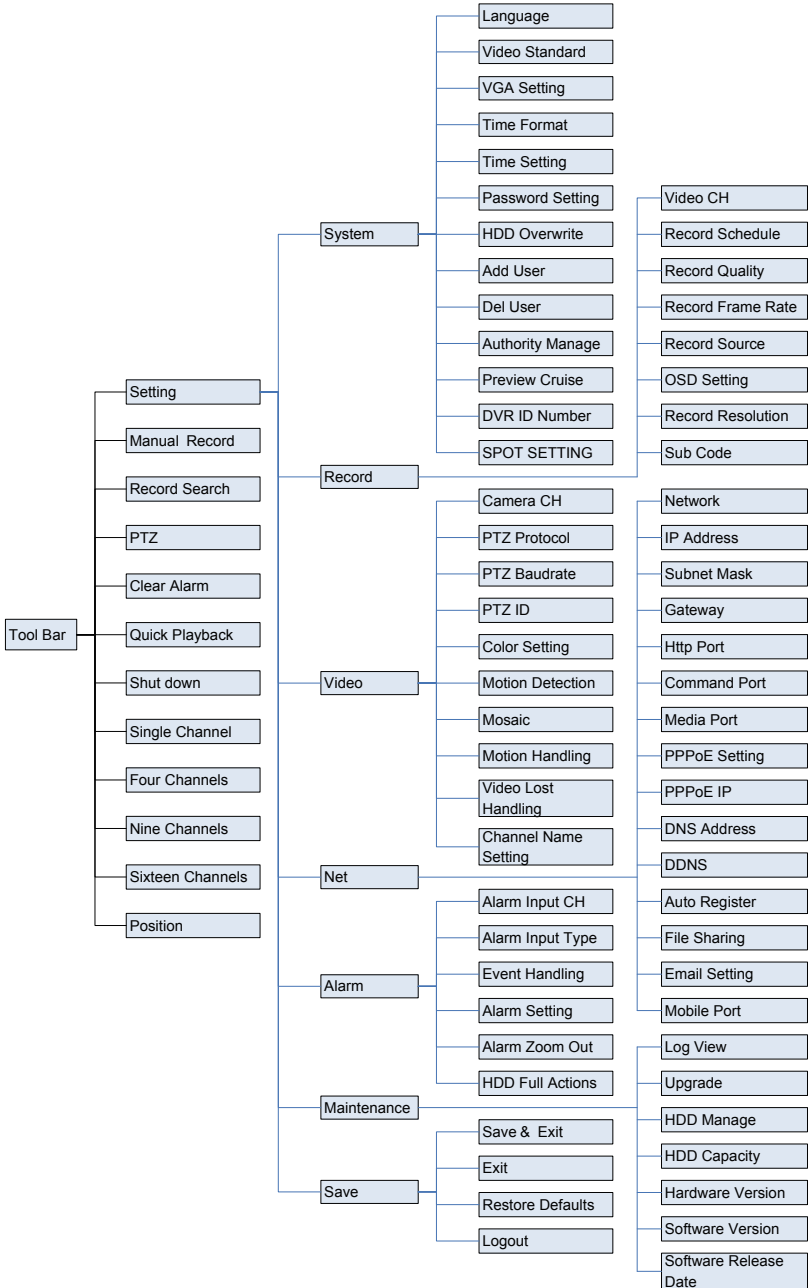 Tool Bar
Setting
Manual Record
Record Search
PTZ
Clear Alarm
Quick Playback
Shut down
Single Channel
Four Channels
Nine Channels
Sixteen Channels
Position
System
Record
Video
Net
Alarm
Maintenance
Save
Language
Video Standard
VGA Setting
Time Format
Time Setting
Password Setting
HDD Overwrite
Add User
Del User
Authority Manage
Preview Cruise
DVR ID Number
SPOT SETTING
Camera CH
PTZ Protocol
PTZ Baudrate
PTZ ID
Color Setting
Motion Detection
Mosaic
Motion Handling
Video Lost
Handling
Channel Name
Setting
Alarm Input CH
Alarm Input Type
Event Handling
Alarm Setting
Alarm Zoom Out
HDD Full Actions
Save & Exit
Exit
Restore Defaults
Logout
Video CH
Record Schedule
Record Quality
Record Frame Rate
Record Source
OSD Setting
Record Resolution
Sub Code
Network
IP Address
Subnet Mask
Gateway
Http Port
Command Port
Media Port
PPPoE Setting
PPPoE IP
DNS Address
DDNS
Auto Register
File Sharing
Email Setting
Mobile Port
Log View
Upgrade
HDD Manage
HDD Capacity
Hardware Version
Software Version
Software Release
Date